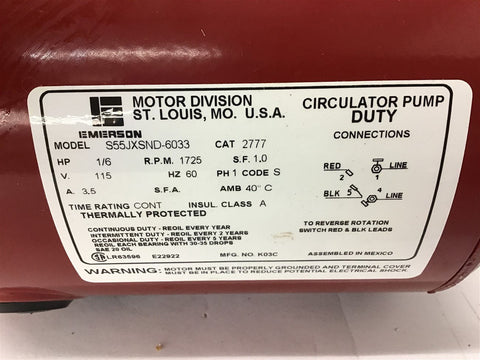 MOTOR DIVISION
ST. LOUIS, MO. U.S.A.
EMERSON
MODEL S55JXSND-6033 CAT 2777
HP 1/6 R.P.M. 1725 S.F. 1.0
V. 115 HZ 60 PH 1 CODE S
A 3.5 S.F.A. AMB 40° C
TIME RATING CONT INSUL. CLASS A
THERMALLY PROTECTED
CONTINUOUS DUTY - REOIL EVERY YEAR
INTERMITTENT DUTY - REOIL EVERY 2 YEARS
OCCASIONAL DUTY - REOIL EVERY 5 YEARS
REOIL EACH BEARING WITH 30-35 DROPS
SAE 20 OIL
LR63596 E22922 MFG. NO. K03C
CIRCULATOR PUMP
DUTY
CONNECTIONS
RED 2 1 LINE
BLK 5 4 LINE
TO REVERSE ROTATION
SWITCH RED & BLK LEADS
ASSEMBLED IN MEXICO
WARNING: MOTOR MUST BE PROPERLY GROUNDED AND TERMINAL COVER
MUST BE IN PLACE TO REDUCE POTENTIAL ELECTRICAL SHOCK